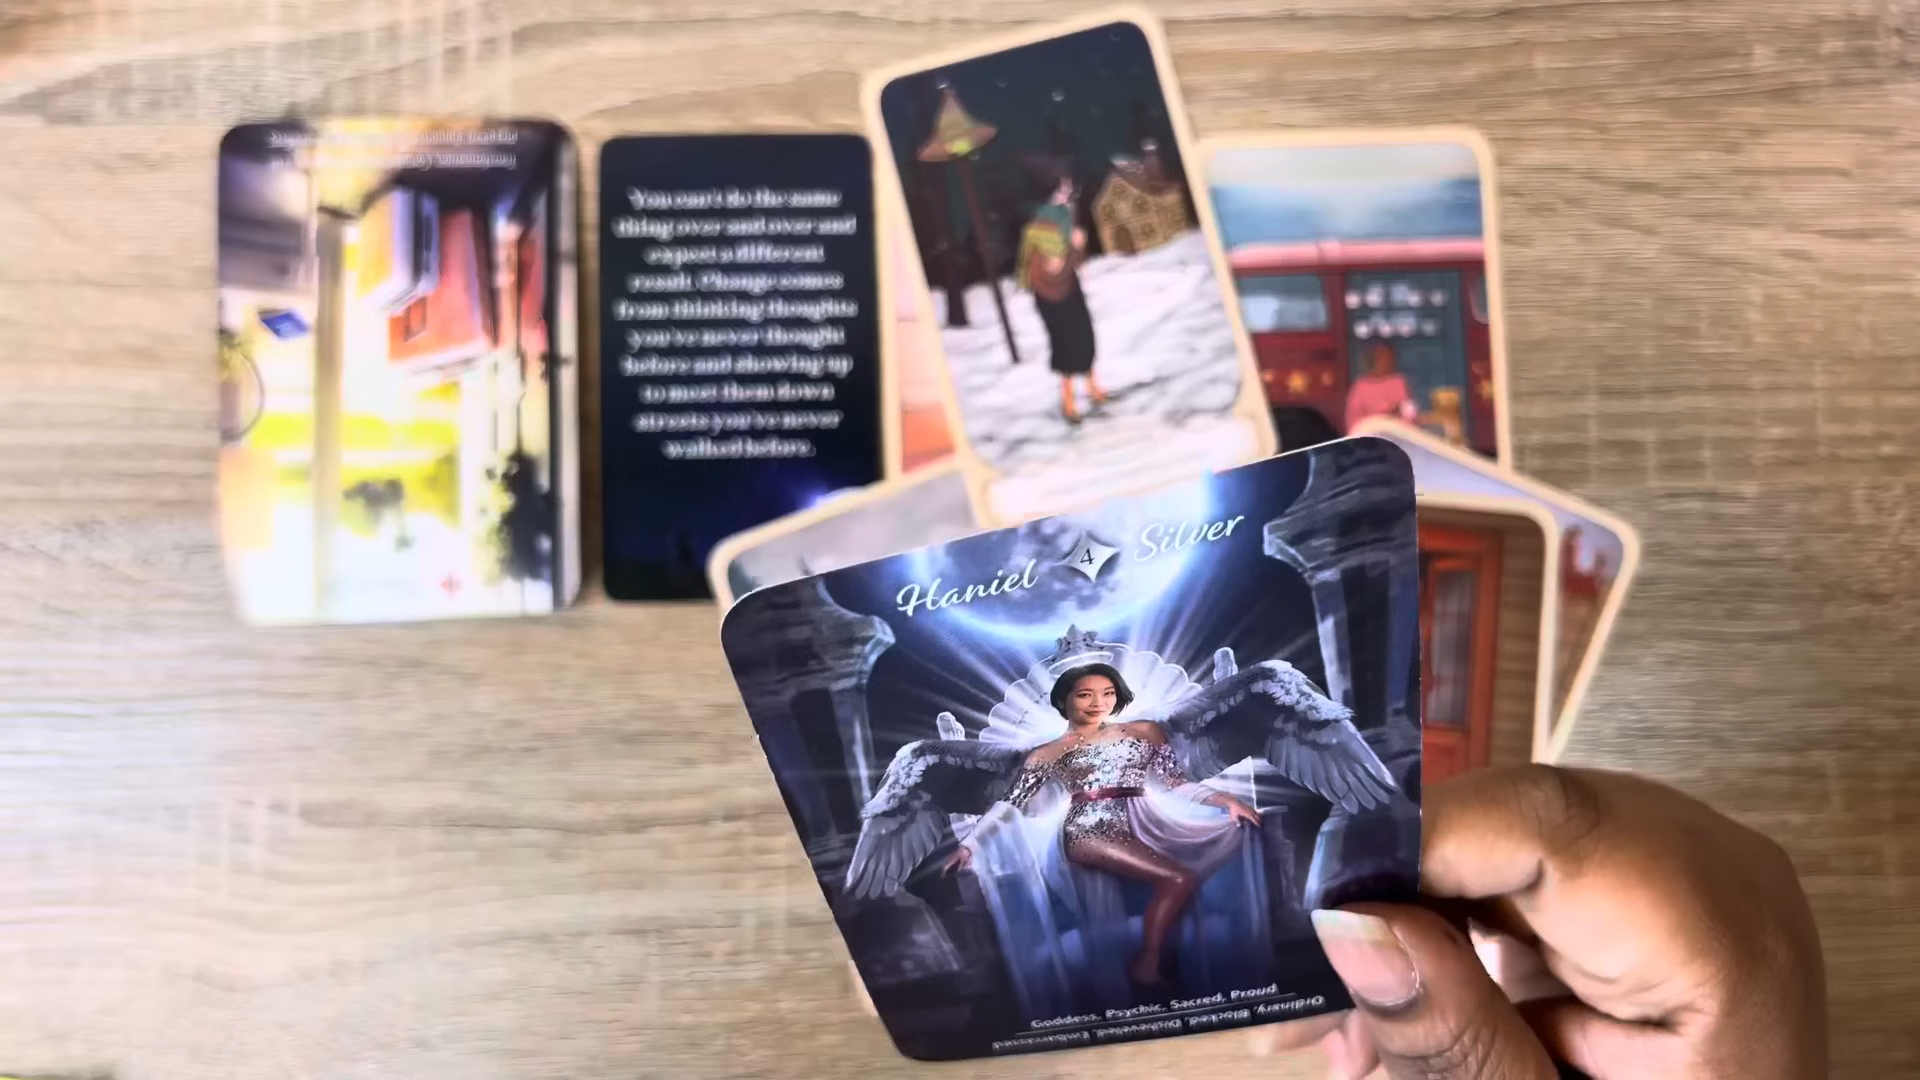 You can't do the same
thing over and over and
expect a different
result. Change comes
from thinking thoughts
you've never thought
before and showing up
to meet them down
streets you've never
walked before.
Haniel 4 Silver
Goddess, Psychic, Sacred, Proud
Ordinary, Blocked, Disheveled, Embarrassed